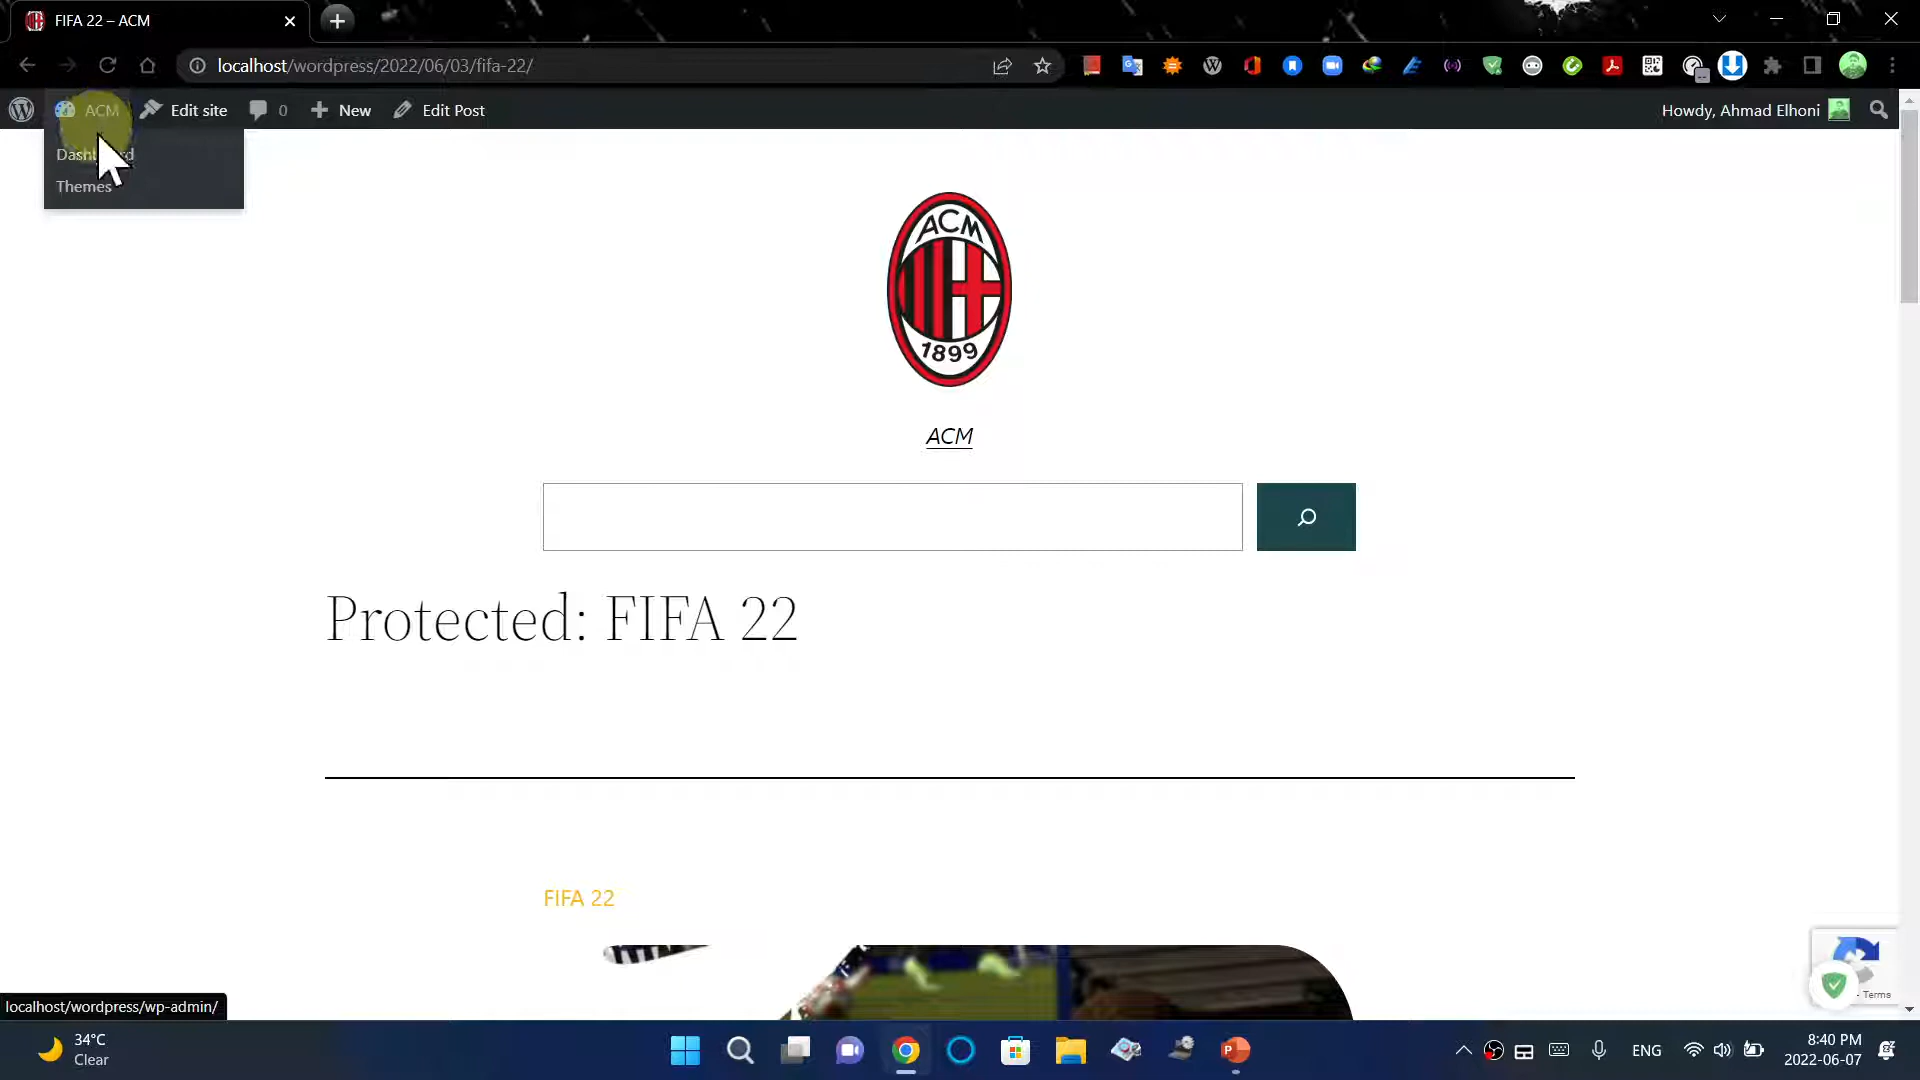 FIFA 22 – ACM
localhost/wordpress/2022/06/03/fifa-22/
ACM
Edit site
0
New
Edit Post
Howdy, Ahmad Elhoni
Themes
ACM
1899
ACM
Protected: FIFA 22
FIFA 22
Terms
localhost/wordpress/wp-admin/
34°C
Clear
ENG
8:40 PM
2022-06-07